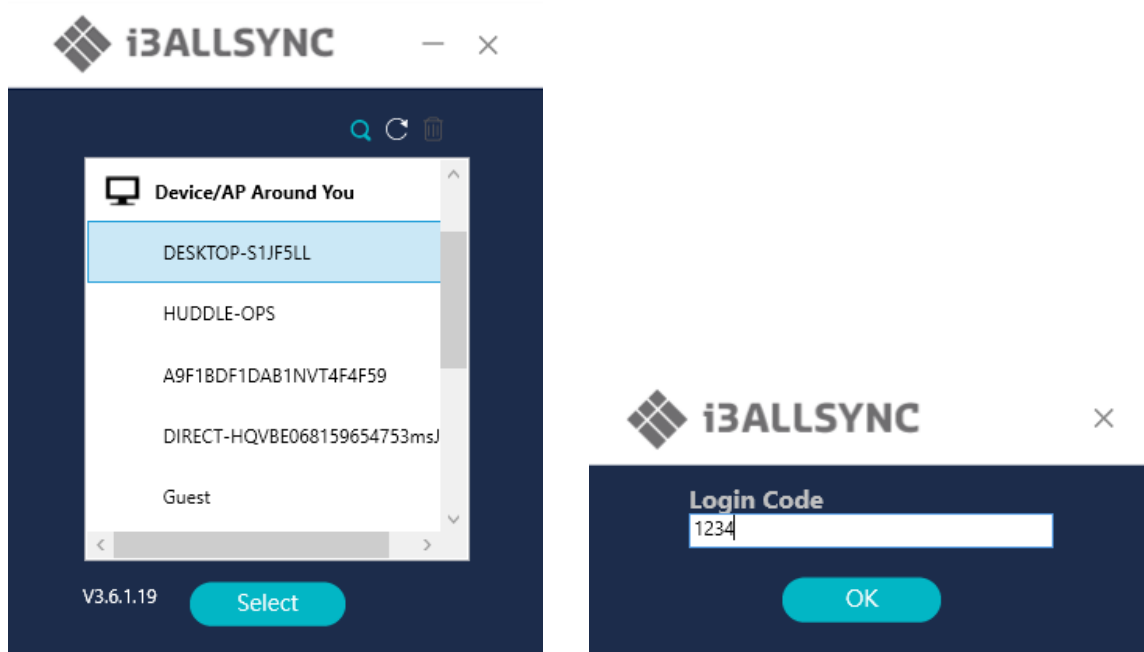 i3ALLSYNC
Device/AP Around You
DESKTOP-S1JF5LL
HUDDLE-OPS
A9F1BDF1DAB1NVT4F4F59
DIRECT-HQVBE068159654753msJ
Guest
V3.6.1.19
Select
i3ALLSYNC
Login Code
1234
OK